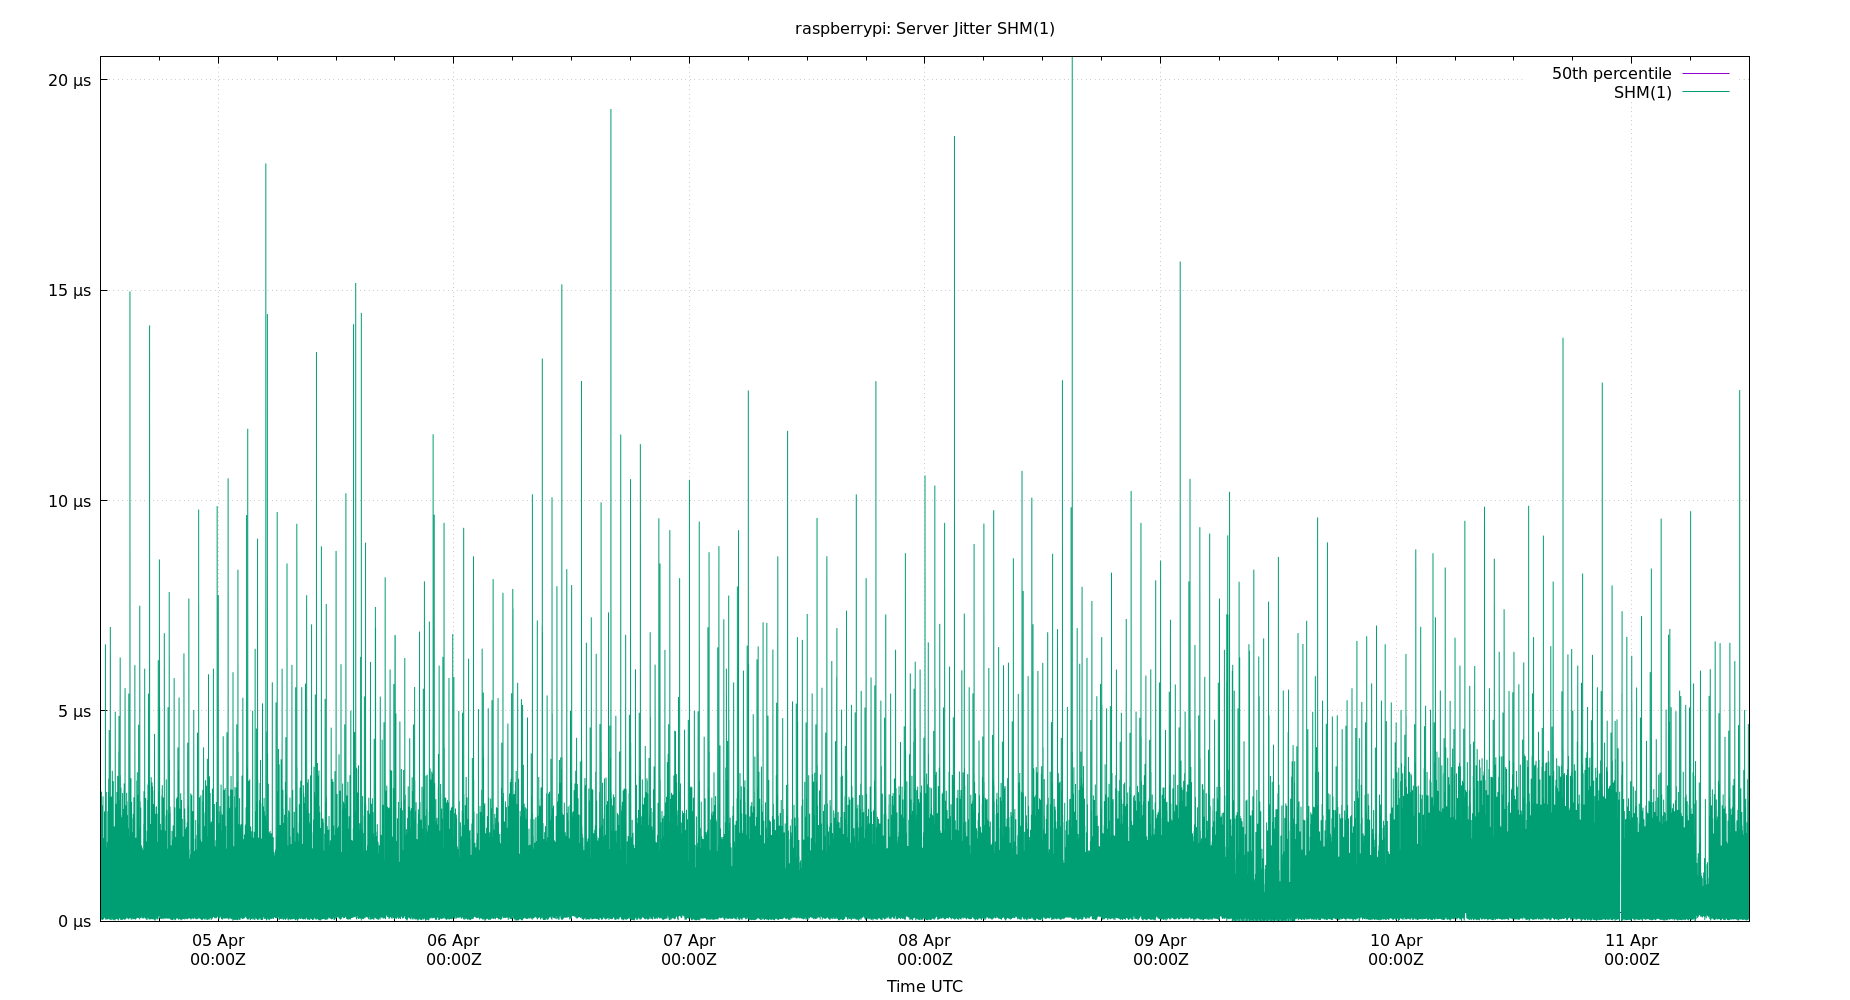 raspberrypi: Server Jitter SHM(1)
50th percentile
SHM(1)
20 µs
15 µs
10 µs
5 µs
0 µs
05 Apr
00:00Z
06 Apr
00:00Z
07 Apr
00:00Z
08 Apr
00:00Z
09 Apr
00:00Z
10 Apr
00:00Z
11 Apr
00:00Z
Time UTC